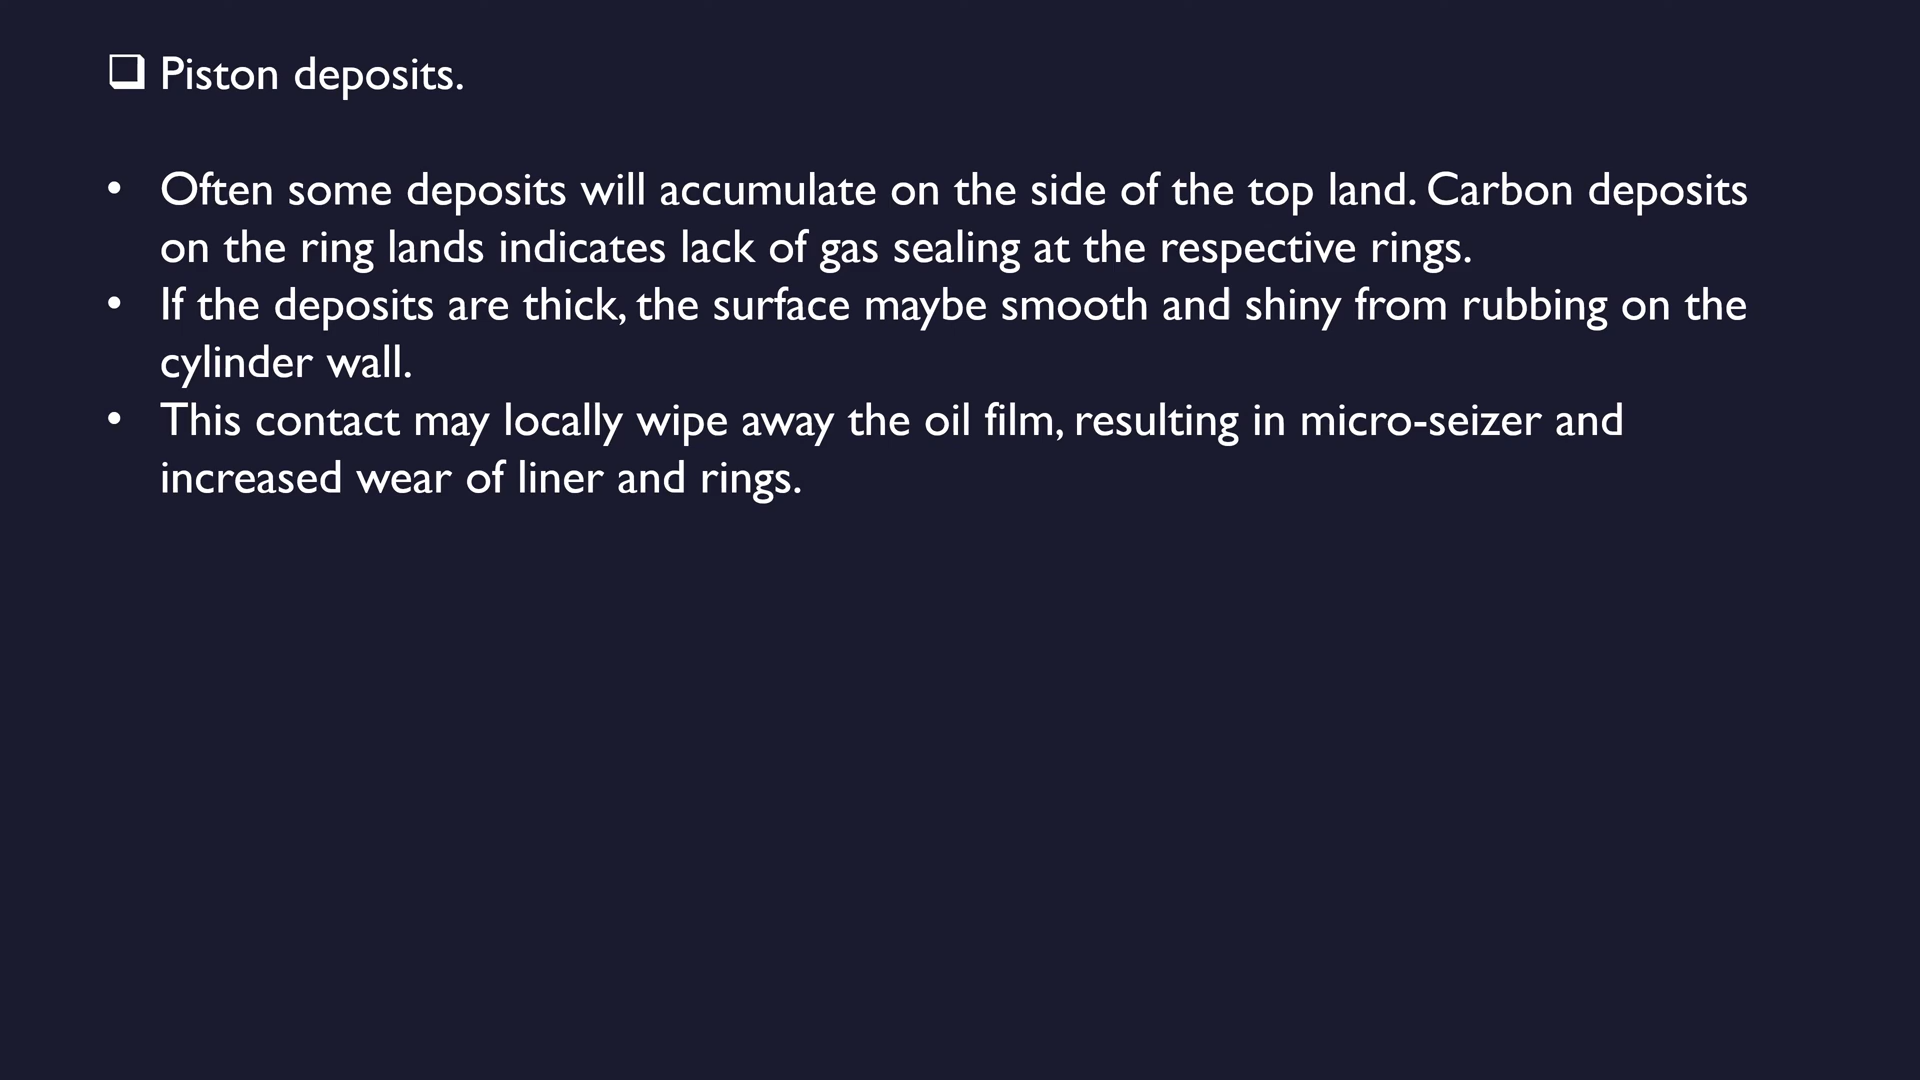 ❑ Piston deposits.
• Often some deposits will accumulate on the side of the top land. Carbon deposits
on the ring lands indicates lack of gas sealing at the respective rings.
• If the deposits are thick, the surface maybe smooth and shiny from rubbing on the
cylinder wall.
• This contact may locally wipe away the oil film, resulting in micro-seizer and
increased wear of liner and rings.